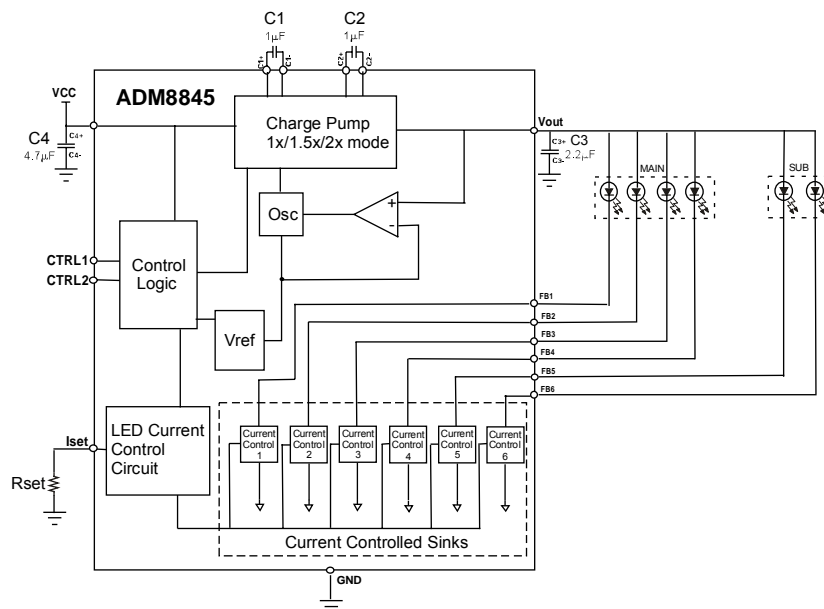 C1
1μF
C2
1μF
C1+
C1-
C2+
C2-
ADM8845
VCC
C4
4.7μF
C4+
C4-
Charge Pump
1x/1.5x/2x mode
Vout
C3+
C3-
C3
2.2μF
MAIN
SUB
Osc
+
-
CTRL1
CTRL2
Control
Logic
Vref
FB1
FB2
FB3
FB4
FB5
FB6
Iset
Rset
LED Current
Control
Circuit
Current
Control
1
Current
Control
2
Current
Control
3
Current
Control
4
Current
Control
5
Current
Control
6
Current Controlled Sinks
GND